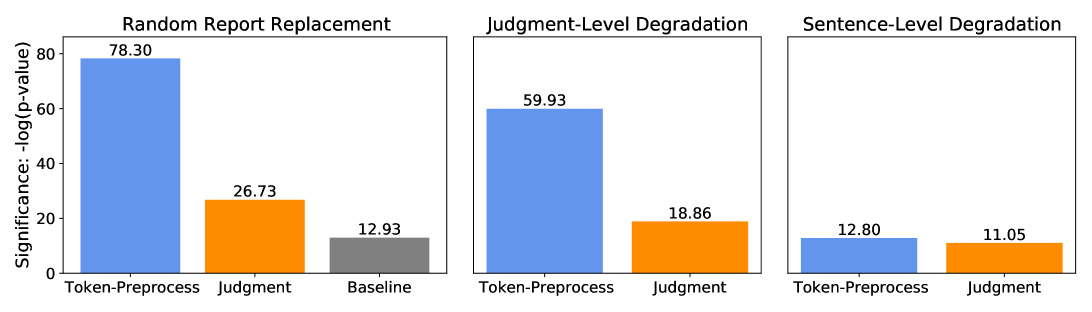 Random Report Replacement
Significance: -log(p-value)
80
60
40
20
0
78.30
26.73
12.93
Token-Preprocess
Judgment
Baseline
Judgment-Level Degradation
59.93
18.86
Token-Preprocess
Judgment
Sentence-Level Degradation
12.80
11.05
Token-Preprocess
Judgment